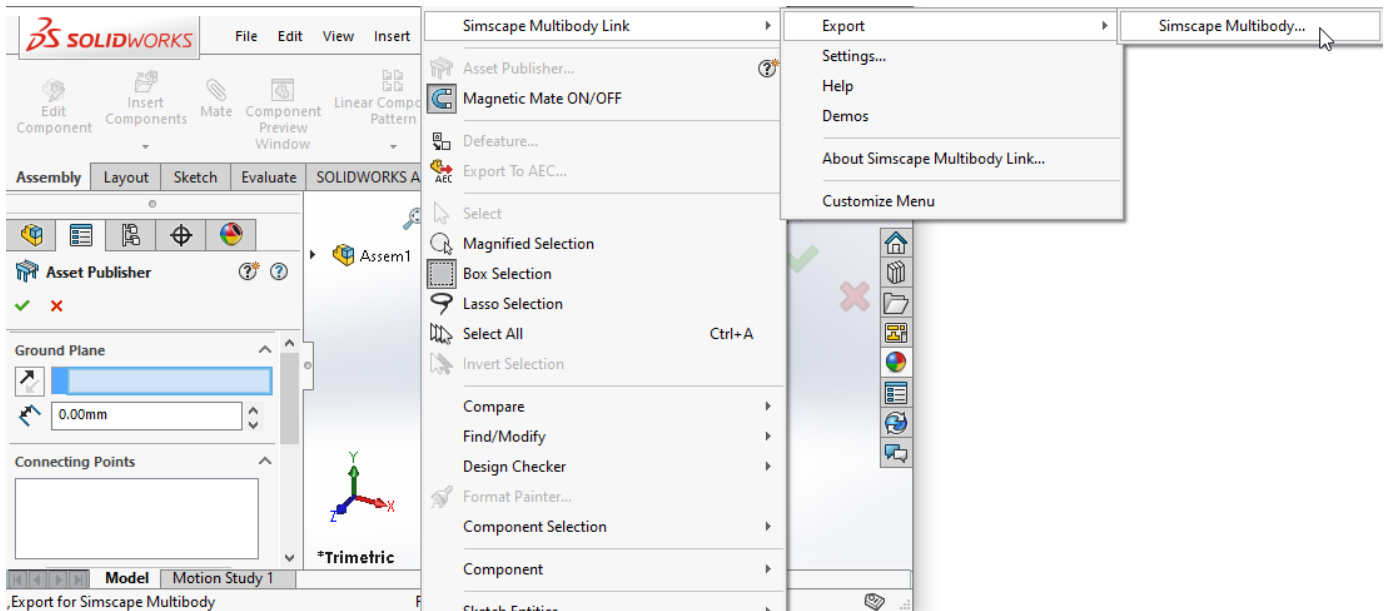 SOLIDWORKS
File Edit View Insert
Edit Component
Insert Components
Mate
Component Preview Window
Linear Compo
Pattern
Assembly Layout Sketch Evaluate SOLIDWORKS A
Asset Publisher
Ground Plane
0.00mm
Connecting Points
Assem1
Y
X
Z
*Trimetric
Model Motion Study 1
,Export for Simscape Multibody
Simscape Multibody Link
Asset Publisher...
Magnetic Mate ON/OFF
Defeature...
AEC Export To AEC...
Select
Magnified Selection
Box Selection
Lasso Selection
Select All Ctrl+A
Invert Selection
Compare
Find/Modify
Design Checker
Format Painter...
Component Selection
Component
Sketch Entities
Export
Settings...
Help
Demos
About Simscape Multibody Link...
Customize Menu
Simscape Multibody...